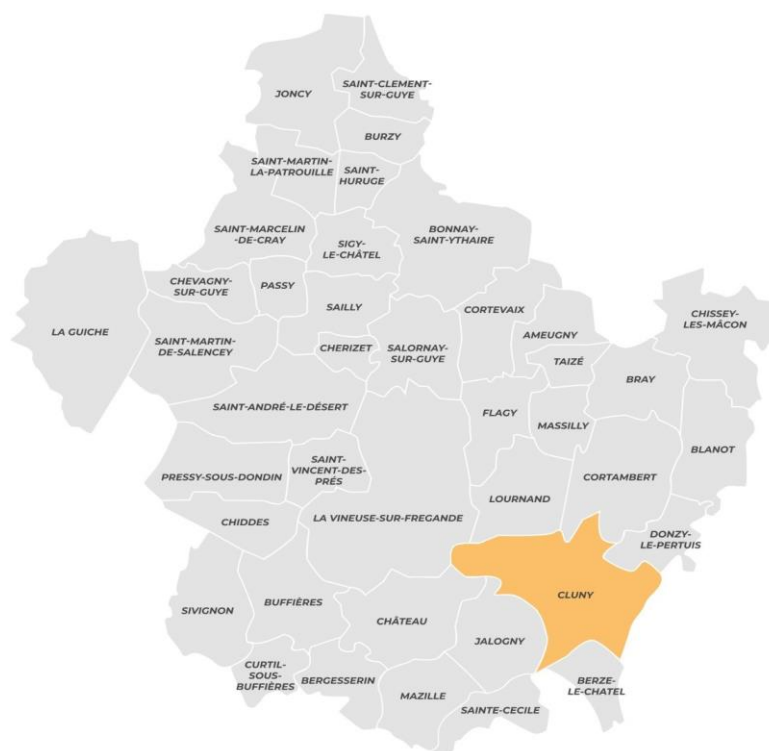 JONCY
SAINT-CLEMENT-
SUR-GUYE
BURZY
SAINT-MARTIN-
LA-PATROUILLE
SAINT-
HURUGE
SAINT-MARCELIN
-DE-CRAY
SIGY-
LE-CHÂTEL
BONNAY-
SAINT-YTHAIRE
CHEVAGNY-
SUR-GUYE
PASSY
SAILLY
CORTEVAIX
CHISSEY-
LES-MÂCON
LA GUICHE
SAINT-MARTIN-
DE-SALENCEY
CHERIZET
SALORNAY-
SUR-GUYE
AMEUGNY
TAIZÉ
BRAY
SAINT-ANDRÉ-LE-DÉSERT
FLAGY
MASSILLY
BLANOT
PRESSY-SOUS-DONDIN
SAINT-
VINCENT-DES-
PRÉS
LOURNAND
CORTAMBERT
CHIDDES
LA VINEUSE-SUR-FREGANDE
DONZY-
LE-PERTUIS
CLUNY
SIVIGNON
BUFFIÈRES
CHÂTEAU
JALOGNY
CURTIL-
SOUS-
BUFFIÈRES
BERGESSERIN
MAZILLE
SAINTE-CECILE
BERZE-
LE-CHATEL